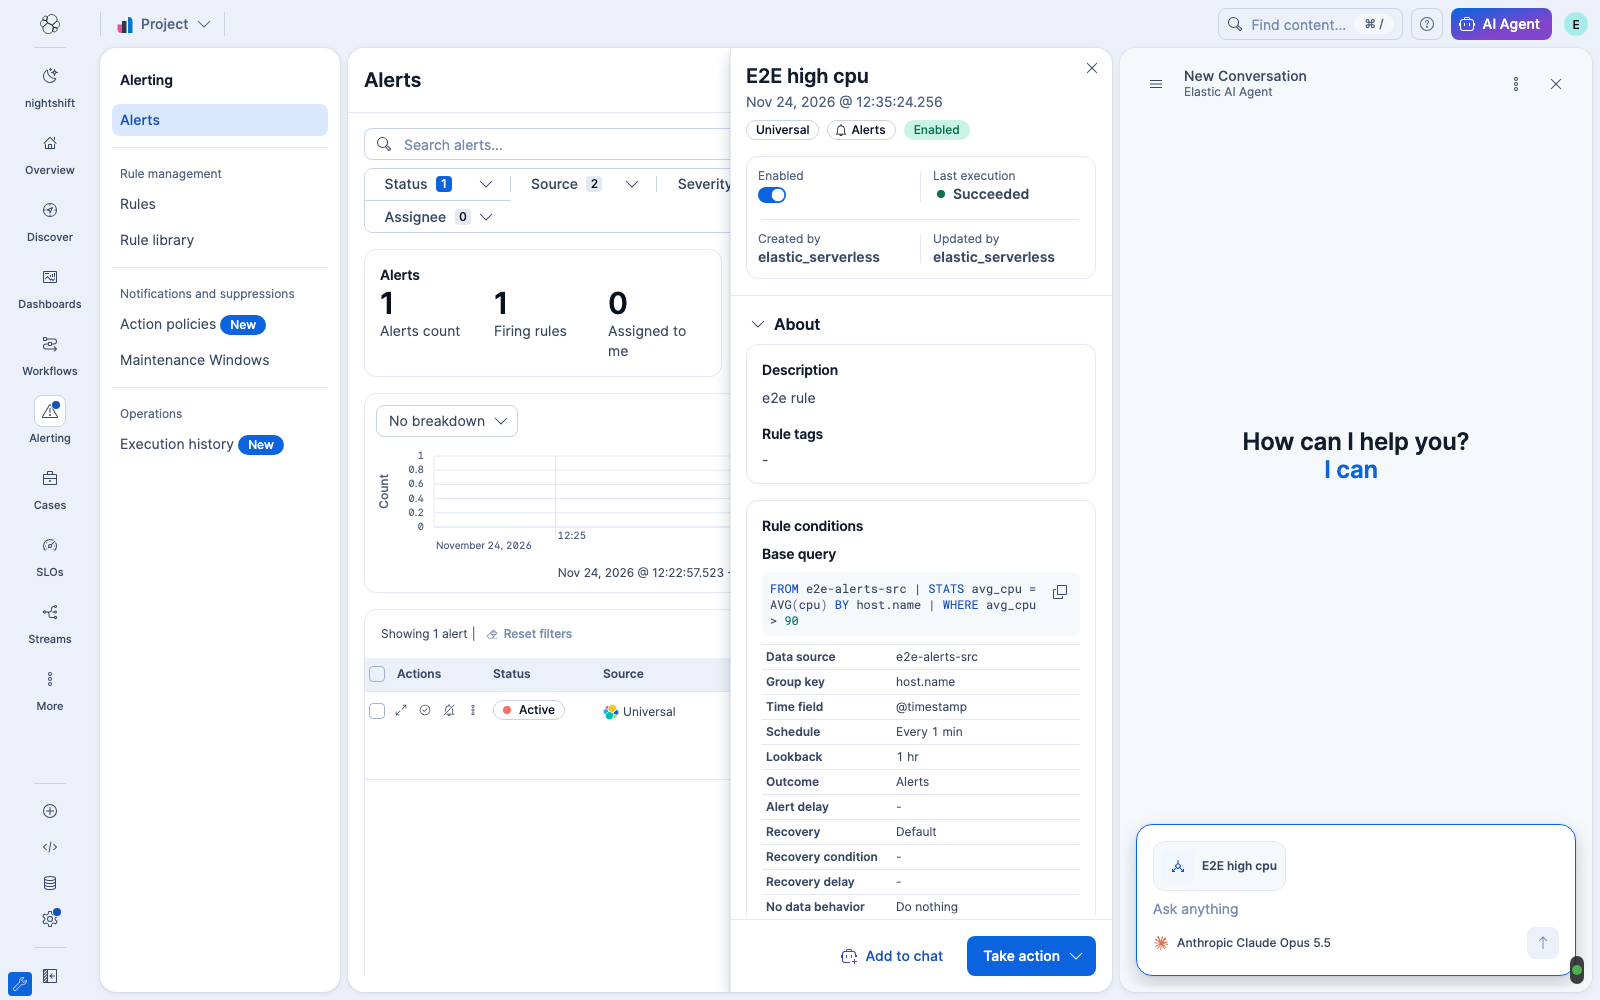 Project
Find content...
⌘ /
AI Agent
E
nightshift
Overview
Discover
Dashboards
Workflows
Alerting
Cases
SLOs
Streams
More
Alerting
Alerts
Rule management
Rules
Rule library
Notifications and suppressions
Action policies New
Maintenance Windows
Operations
Execution history New
Alerts
Search alerts...
Status 1
Source 2
Severity
Assignee 0
Alerts
1
Alerts count
1
Firing rules
0
Assigned to
me
No breakdown
Count
1
0.8
0.6
0.4
0.2
0
12:25
November 24, 2026
Nov 24, 2026 @ 12:22:57.523 -
Showing 1 alert |
Reset filters
Actions
Status
Source
Active
Universal
E2E high cpu
Nov 24, 2026 @ 12:35:24.256
Universal
Alerts
Enabled
Enabled
Last execution
Succeeded
Created by
elastic_serverless
Updated by
elastic_serverless
About
Description
e2e rule
Rule tags
-
Rule conditions
Base query
FROM e2e-alerts-src | STATS avg_cpu =
AVG(cpu) BY host.name | WHERE avg_cpu
> 90
Data source e2e-alerts-src
Group key host.name
Time field @timestamp
Schedule Every 1 min
Lookback 1 hr
Outcome Alerts
Alert delay -
Recovery Default
Recovery condition -
Recovery delay -
No data behavior Do nothing
Add to chat
Take action
New Conversation
Elastic AI Agent
How can I help you?
I can
E2E high cpu
Ask anything
Anthropic Claude Opus 5.5